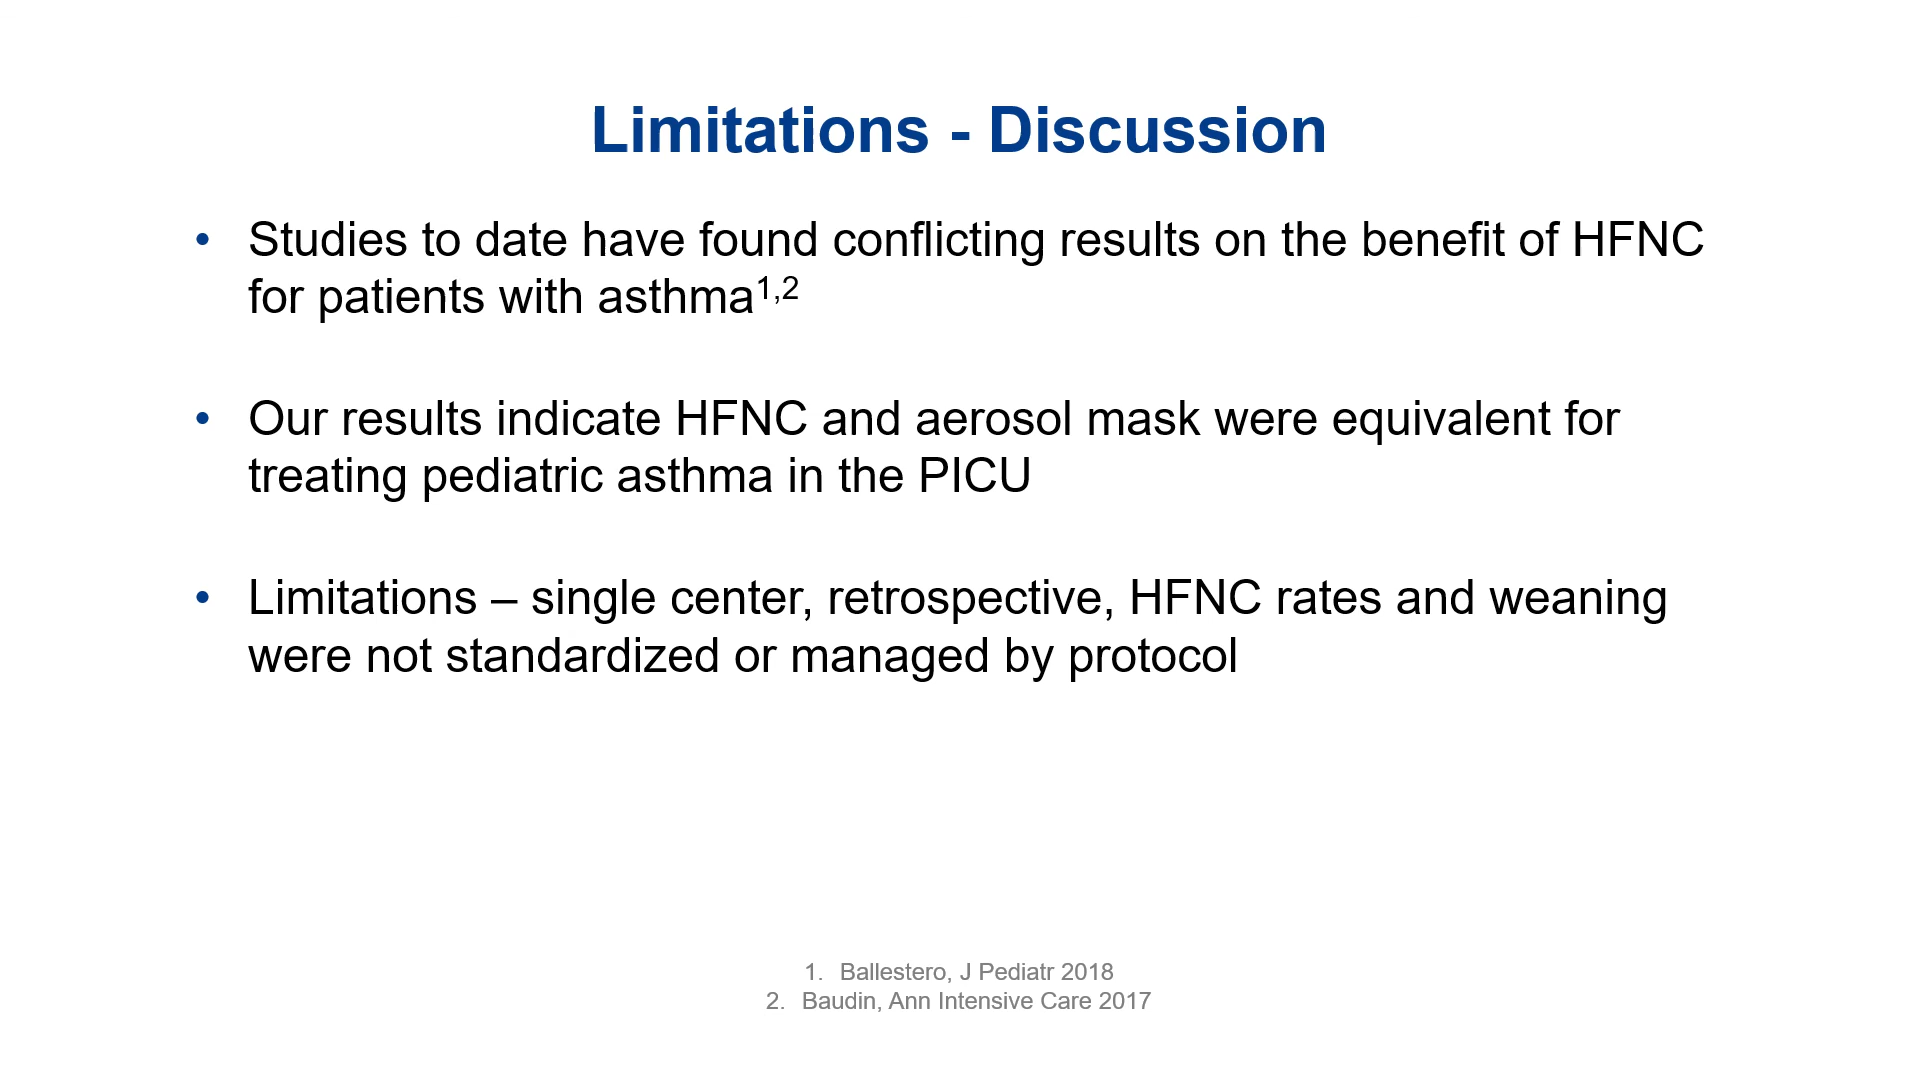 Limitations - Discussion
• Studies to date have found conflicting results on the benefit of HFNC
for patients with asthma1,2
• Our results indicate HFNC and aerosol mask were equivalent for
treating pediatric asthma in the PICU
• Limitations – single center, retrospective, HFNC rates and weaning
were not standardized or managed by protocol
1. Ballestero, J Pediatr 2018
2. Baudin, Ann Intensive Care 2017